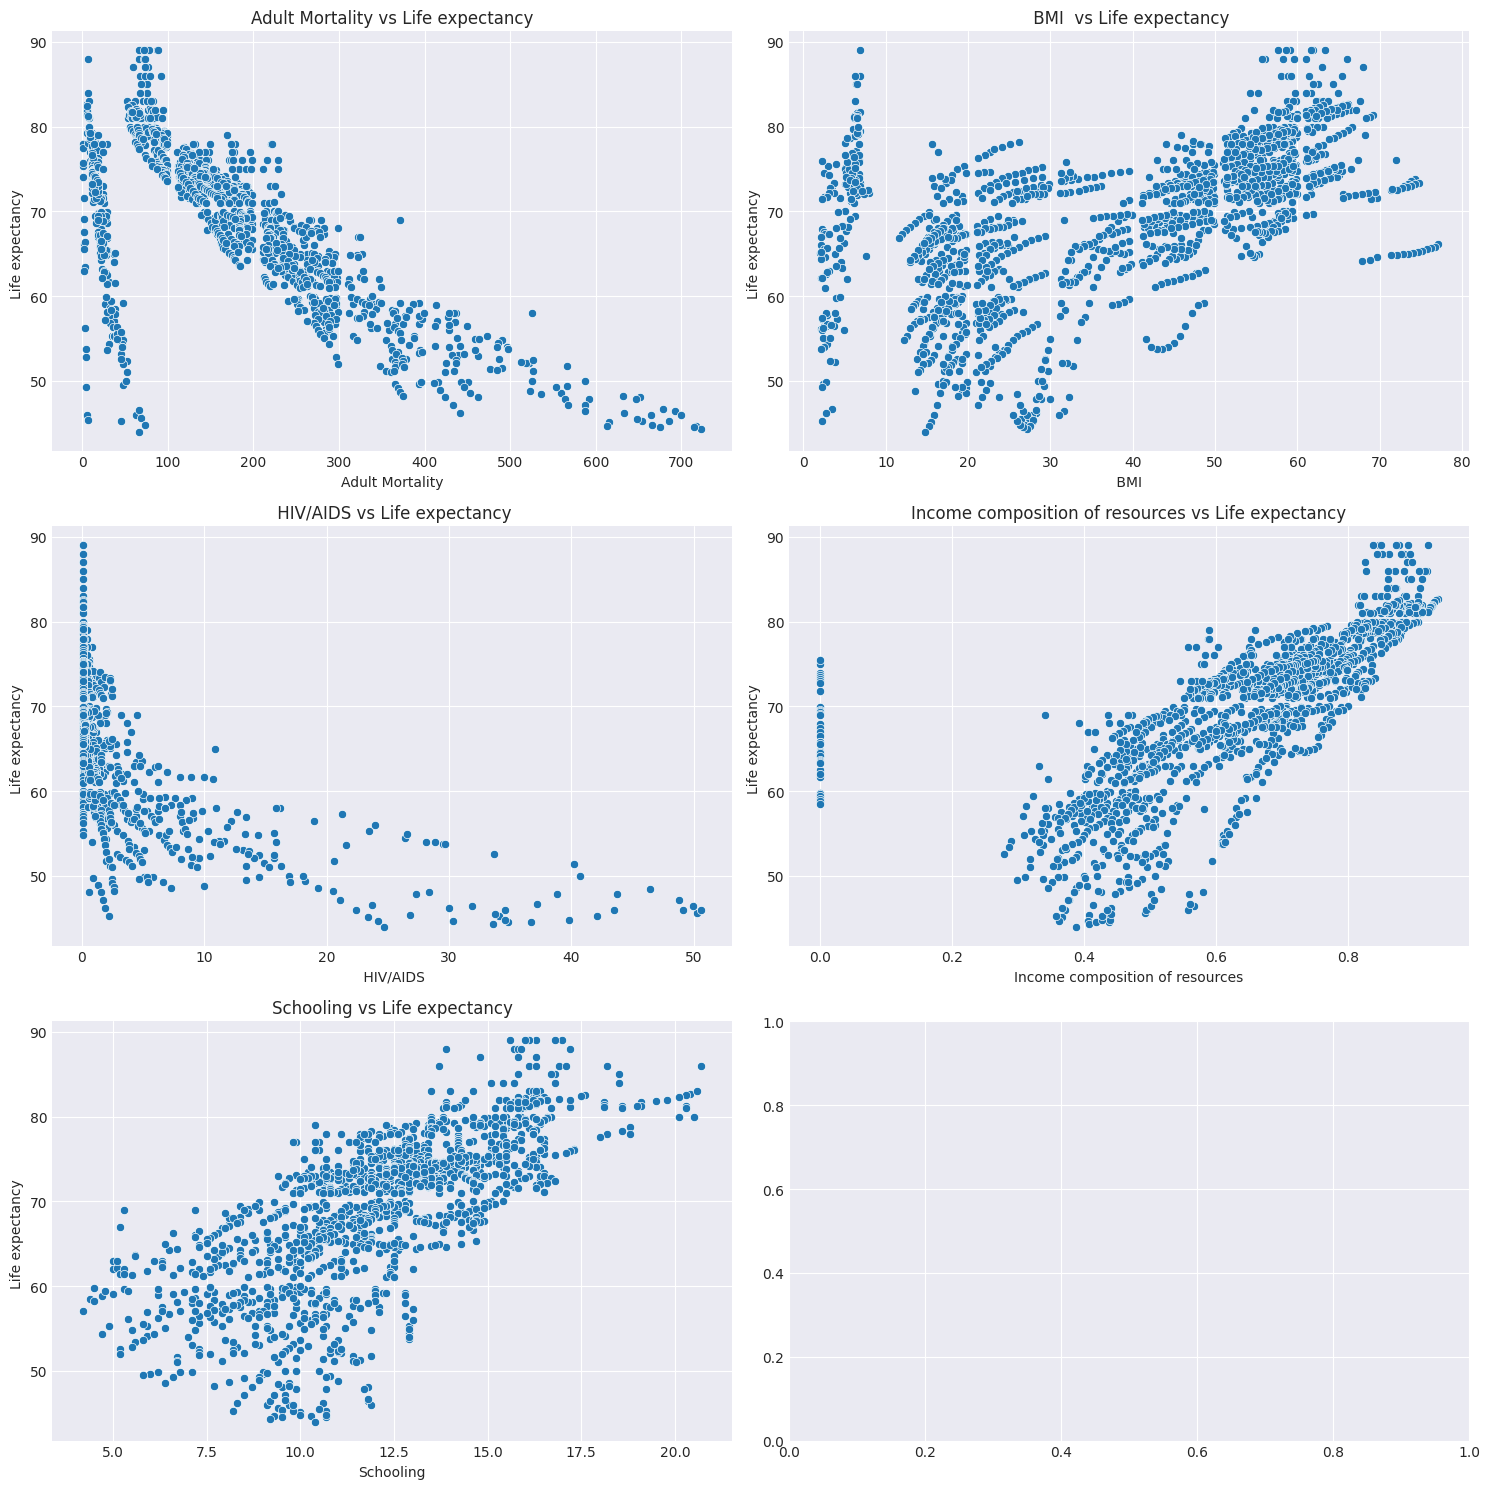 Adult Mortality vs Life expectancy
90
80
70
60
50
Life expectancy
0 100 200 300 400 500 600 700
Adult Mortality
BMI  vs Life expectancy
90
80
70
60
50
Life expectancy
0 10 20 30 40 50 60 70 80
BMI
HIV/AIDS vs Life expectancy
90
80
70
60
50
Life expectancy
0 10 20 30 40 50
HIV/AIDS
Income composition of resources vs Life expectancy
90
80
70
60
50
Life expectancy
0.0 0.2 0.4 0.6 0.8
Income composition of resources
Schooling vs Life expectancy
90
80
70
60
50
Life expectancy
5.0 7.5 10.0 12.5 15.0 17.5 20.0
Schooling
1.0
0.8
0.6
0.4
0.2
0.0
0.0 0.2 0.4 0.6 0.8 1.0